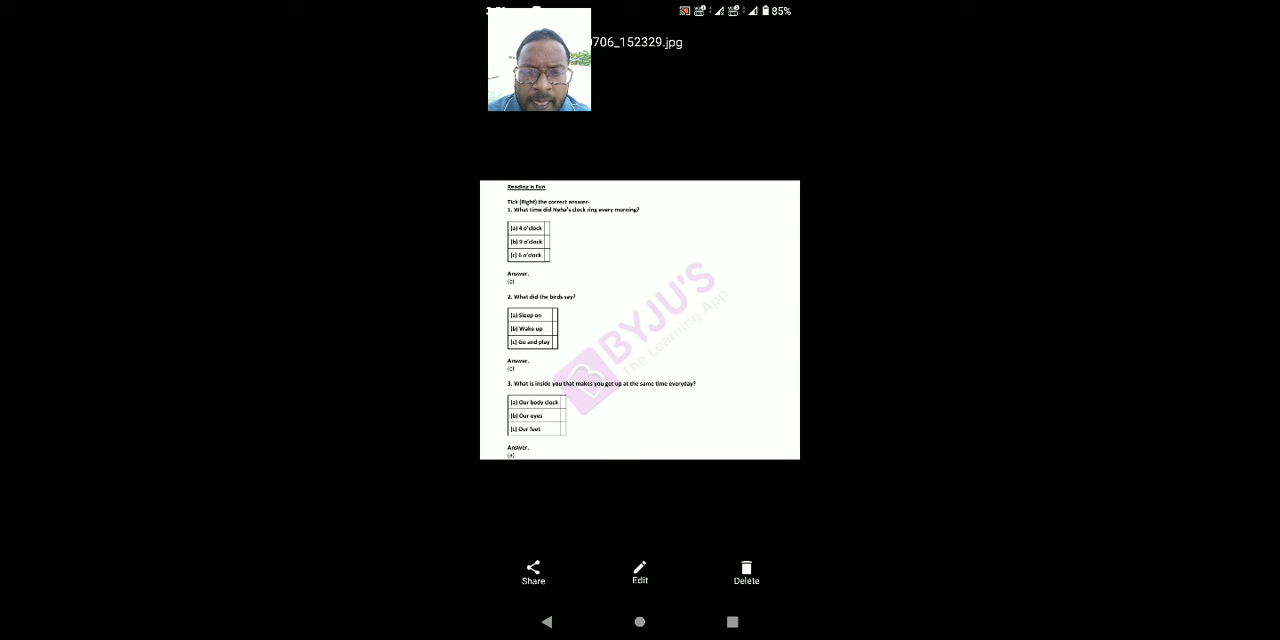 85%
0706_152329.jpg
Reading is Fun
Tick (Right) the correct answer-
1. What time did Neha's clock ring every morning?
(a) 4 o'clock
(b) 9 o'clock
(c) 6 o'clock
Answer.
(c)
2. What did the birds say?
(a) Sleep on
(b) Wake up
(c) Go and play
Answer.
3. What is inside you that makes you get up at the same time everyday?
(a) Our body clock
(b) Our eyes
(c) Our feet
Answer.
(a)
BYJU'S
The Learning App
Share
Edit
Delete